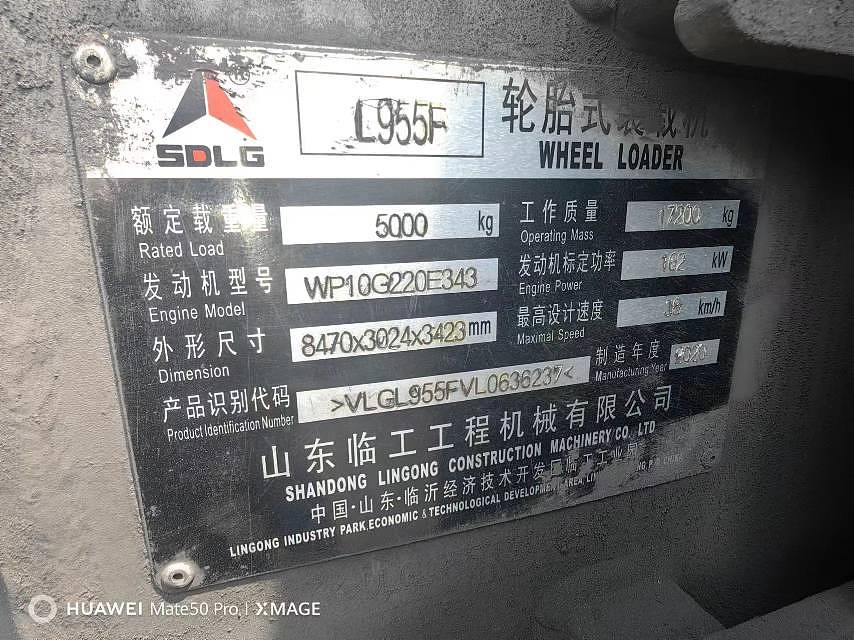 SDLG
L955F
轮胎式装载机
WHEEL LOADER
额定载重量 5000 kg
Rated Load
工作质量 17200 kg
Operating Mass
发动机型号 WP10G220E343
Engine Model
发动机标定功率 162 kW
Engine Power
外形尺寸 8470x3024x3423 mm
Dimension
最高设计速度 38 km/h
Maximal Speed
产品识别代码 >VLGL955FVL0636237<
Product Identification Number
制造年度 2020
Manufacturing Year
山东临工工程机械有限公司
SHANDONG LINGONG CONSTRUCTION MACHINERY CO. LTD
中国·山东·临沂经济技术开发区临工工业园
LINGONG INDUSTRY PARK.ECONOMIC & TECHNOLOGICAL DEVELOPMENT AREA P.R.CHINA
HUAWEI Mate50 Pro | XMAGE